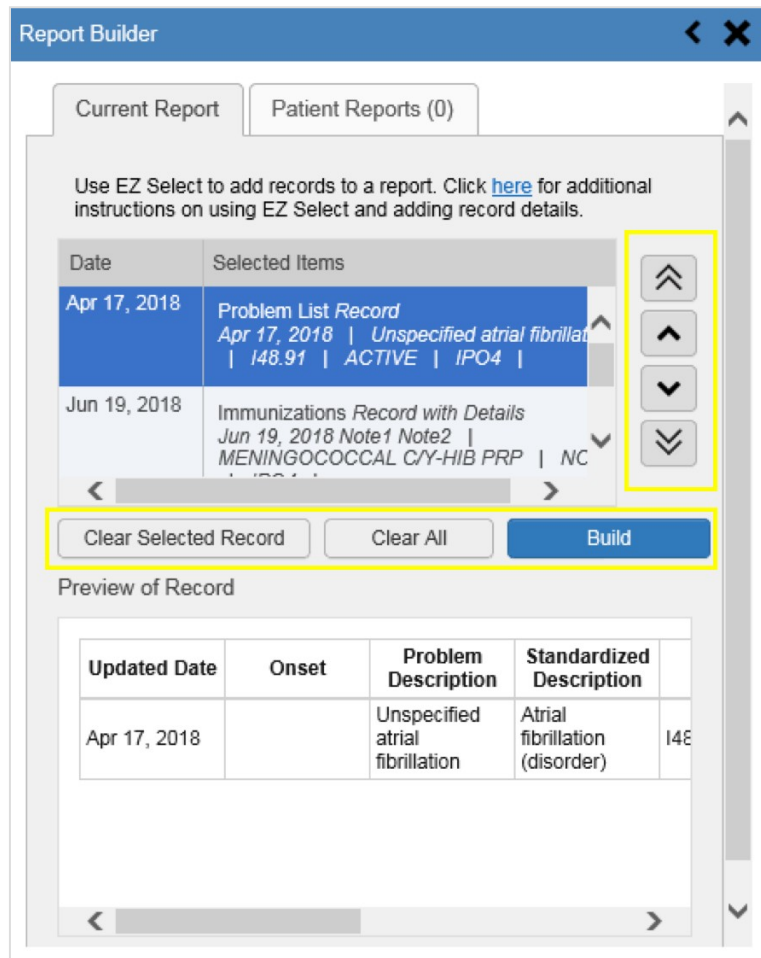 Report Builder
Current Report
Patient Reports (0)
Use EZ Select to add records to a report. Click here for additional
instructions on using EZ Select and adding record details.
Date Selected Items
Apr 17, 2018 Problem List Record
Apr 17, 2018 | Unspecified atrial fibrillat
| I48.91 | ACTIVE | IPO4 |
Jun 19, 2018 Immunizations Record with Details
Jun 19, 2018 Note1 Note2 |
MENINGOCOCCAL C/Y-HIB PRP | NC
Clear Selected Record Clear All Build
Preview of Record
Updated Date Onset Problem Description Standardized Description
Apr 17, 2018 Unspecified atrial fibrillation Atrial fibrillation (disorder) I48